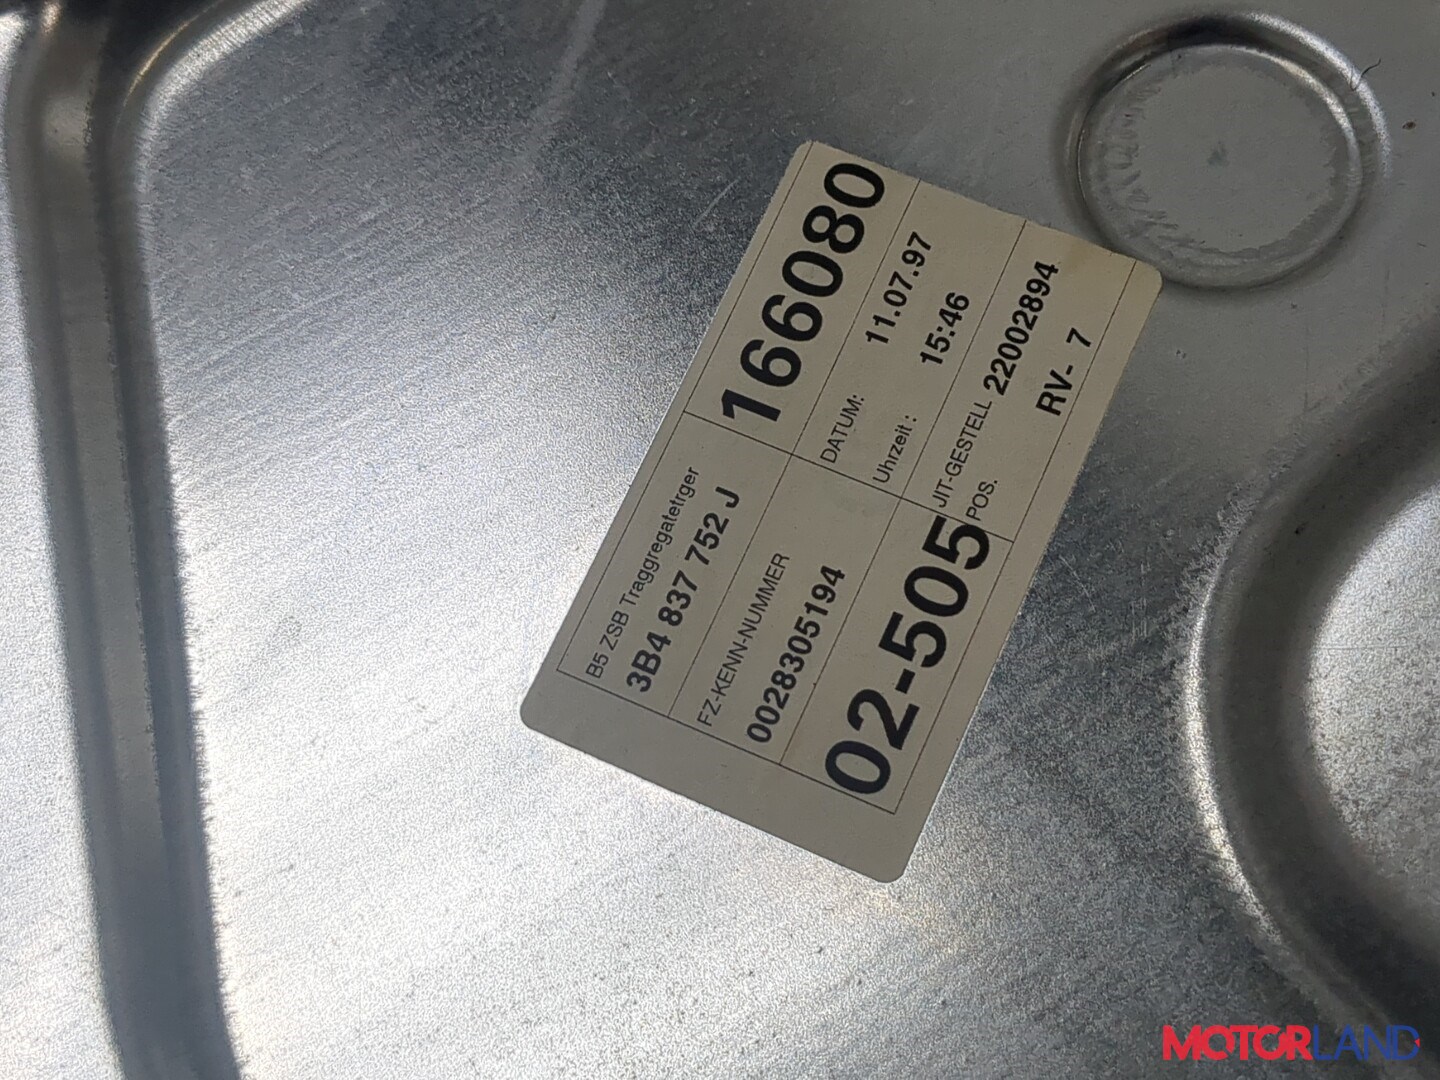 B5 ZSB Traggregatetrger
3B4 837 752 J
166080
FZ-KENN-NUMMER
0028305194
DATUM: 11.07.97
Uhrzeit : 15:46
02-505
JIT-GESTELL 22002894
POS. RV- 7
MOTORLAND